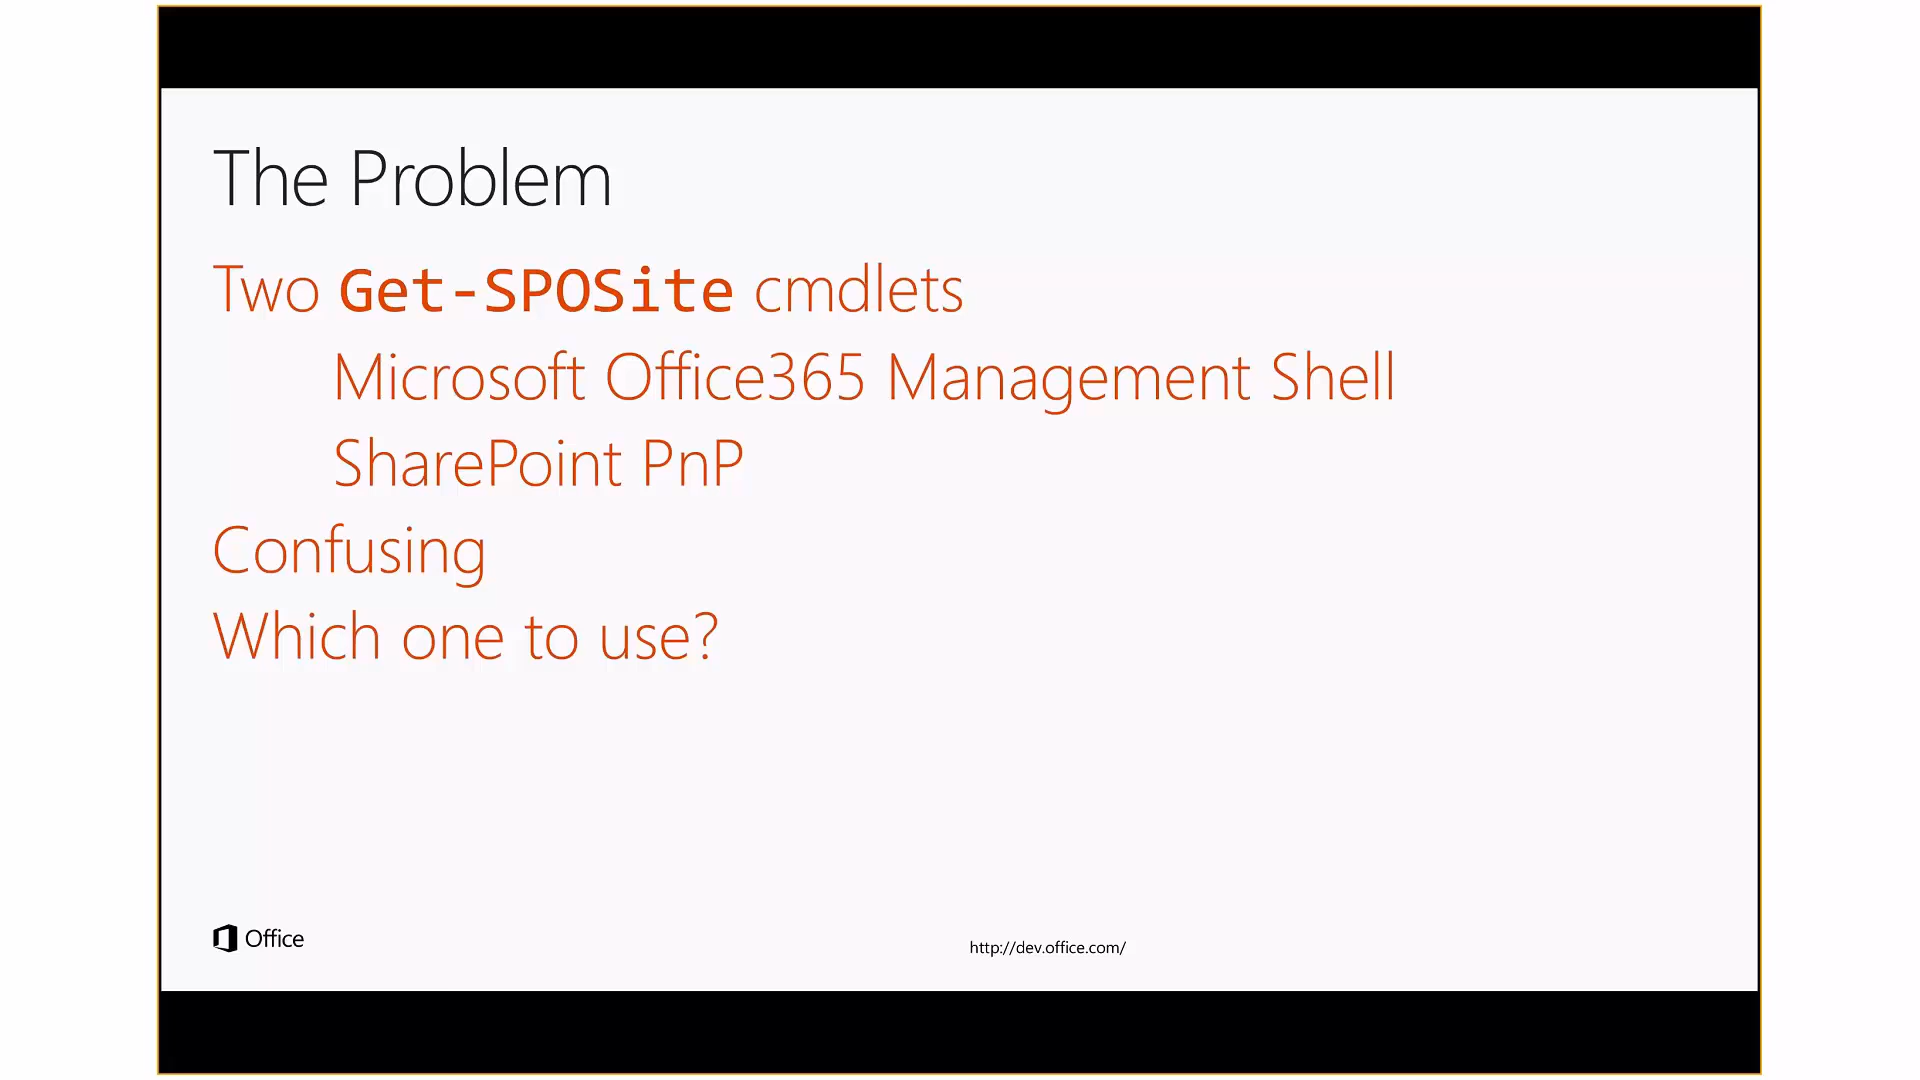 The Problem
Two Get-SPOSite cmdlets
Microsoft Office365 Management Shell
SharePoint PnP
Confusing
Which one to use?
Office
http://dev.office.com/